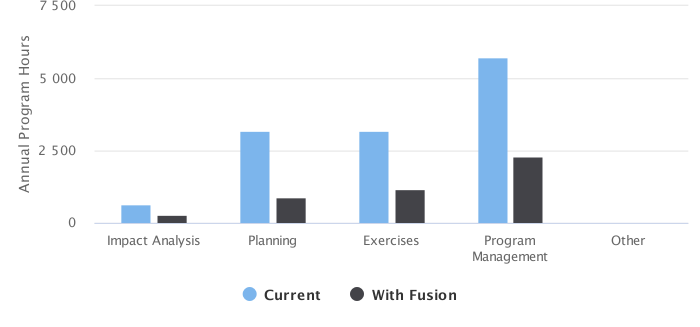 Annual Program Hours
7 500
5 000
2 500
0
Impact Analysis
Planning
Exercises
Program
Management
Other
Current
With Fusion